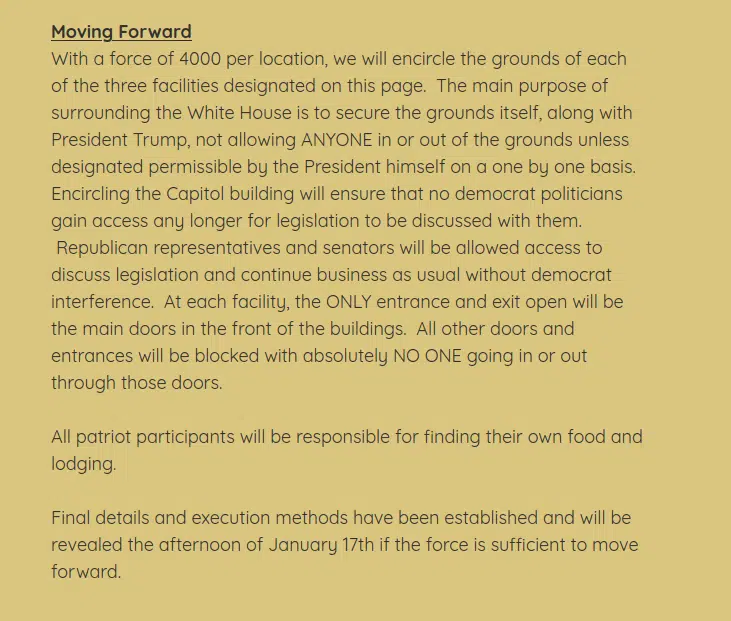 Moving Forward
With a force of 4000 per location, we will encircle the grounds of each
of the three facilities designated on this page.  The main purpose of
surrounding the White House is to secure the grounds itself, along with
President Trump, not allowing ANYONE in or out of the grounds unless
designated permissible by the President himself on a one by one basis.
Encircling the Capitol building will ensure that no democrat politicians
gain access any longer for legislation to be discussed with them.
 Republican representatives and senators will be allowed access to
discuss legislation and continue business as usual without democrat
interference.  At each facility, the ONLY entrance and exit open will be
the main doors in the front of the buildings.  All other doors and
entrances will be blocked with absolutely NO ONE going in or out
through those doors.
All patriot participants will be responsible for finding their own food and
lodging.
Final details and execution methods have been established and will be
revealed the afternoon of January 17th if the force is sufficient to move
forward.